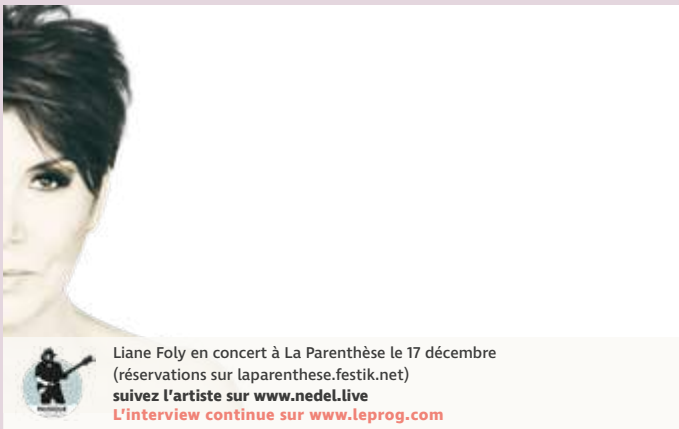 Liane Foly en concert à La Parenthèse le 17 décembre
(réservations sur laparenthese.festik.net)
suivez l'artiste sur www.nedel.live
L'interview continue sur www.leprog.com
MUSIQUE